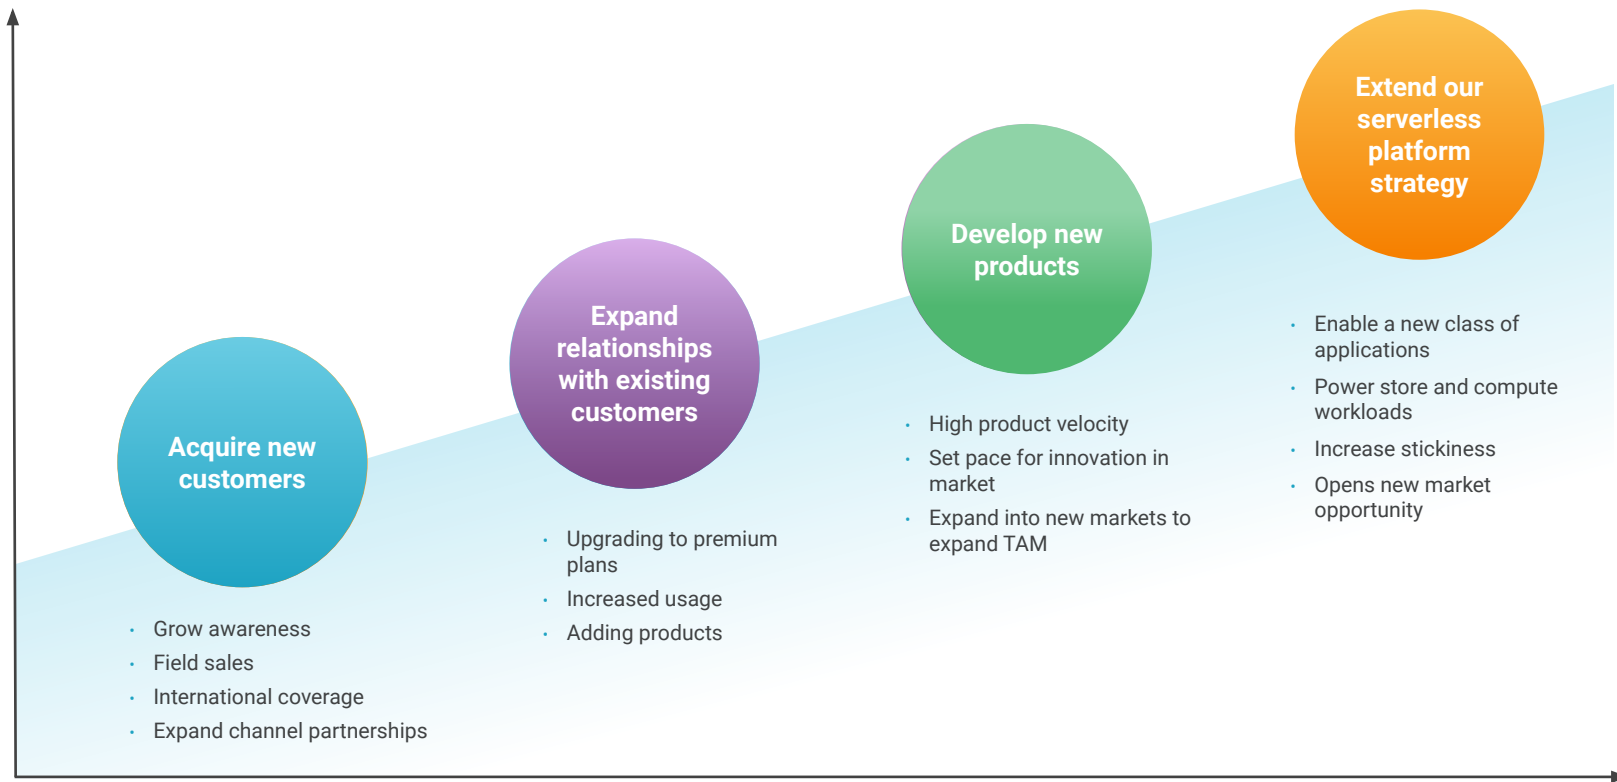 Acquire new
customers
Grow awareness
Field sales
International coverage
Expand channel partnerships
Expand
relationships
with existing
customers
Upgrading to premium
plans
Increased usage
Adding products
Develop new
products
High product velocity
Set pace for innovation in
market
Expand into new markets to
expand TAM
Extend our
serverless
platform
strategy
Enable a new class of
applications
Power store and compute
workloads
Increase stickiness
Opens new market
opportunity